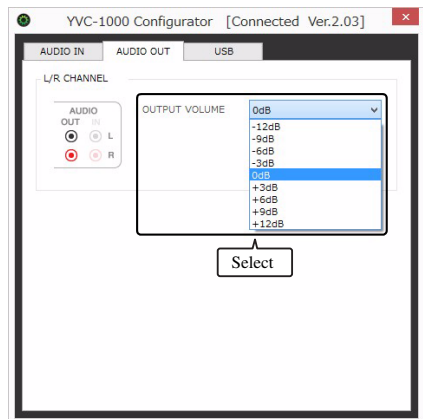 YVC-1000 Configurator [Connected Ver.2.03]
×
AUDIO IN
AUDIO OUT
USB
L/R CHANNEL
AUDIO
OUT IN
L
R
OUTPUT VOLUME
0dB
-12dB
-9dB
-6dB
-3dB
0dB
+3dB
+6dB
+9dB
+12dB
Select